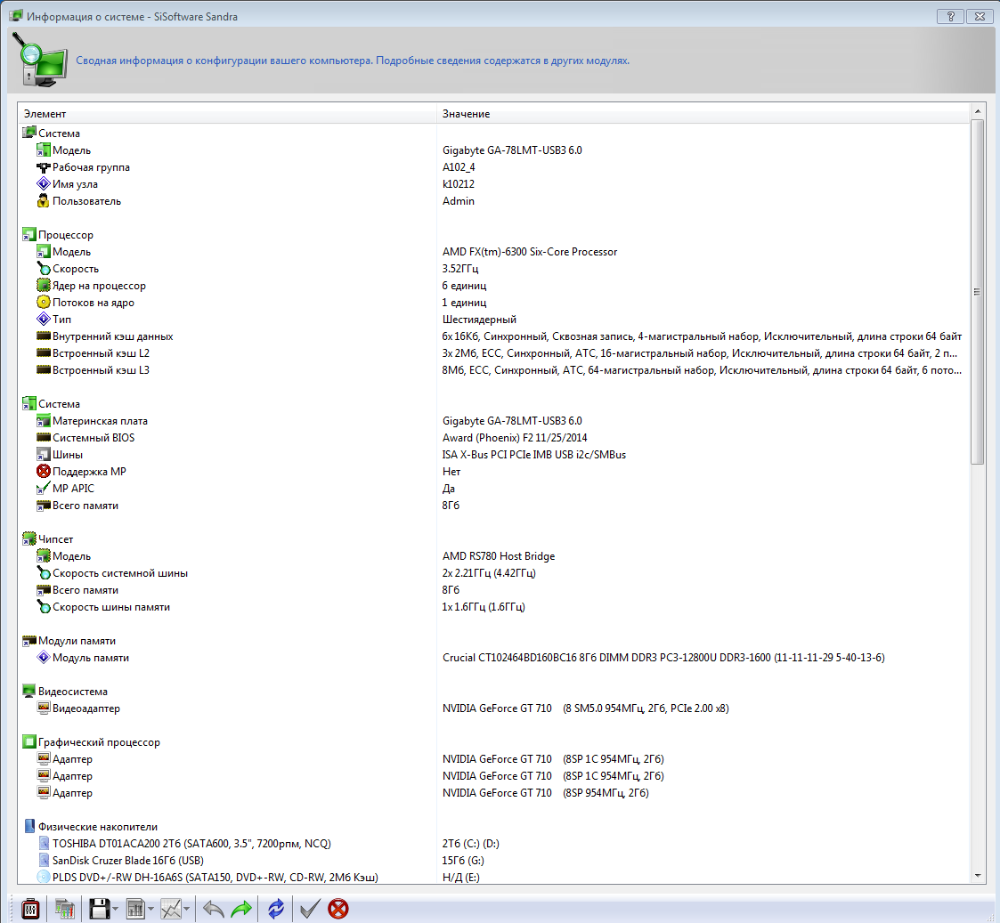 Информация о системе - SiSoftware Sandra
Сводная информация о конфигурации вашего компьютера. Подробные сведения содержатся в других модулях.
Элемент Значение
Система
Модель Gigabyte GA-78LMT-USB3 6.0
Рабочая группа A102_4
Имя узла k10212
Пользователь Admin
Процессор
Модель AMD FX(tm)-6300 Six-Core Processor
Скорость 3.52ГГц
Ядер на процессор 6 единиц
Потоков на ядро 1 единиц
Тип Шестиядерный
Внутренний кэш данных 6x 16Кб, Синхронный, Сквозная запись, 4-магистральный набор, Исключительный, длина строки 64 байт
Встроенный кэш L2 3x 2Мб, ECC, Синхронный, ATC, 16-магистральный набор, Исключительный, длина строки 64 байт, 2 п...
Встроенный кэш L3 8Мб, ECC, Синхронный, ATC, 64-магистральный набор, Исключительный, длина строки 64 байт, 6 пото...
Система
Материнская плата Gigabyte GA-78LMT-USB3 6.0
Системный BIOS Award (Phoenix) F2 11/25/2014
Шины ISA X-Bus PCI PCIe IMB USB i2c/SMBus
Поддержка MP Нет
MP APIC Да
Всего памяти 8Гб
Чипсет
Модель AMD RS780 Host Bridge
Скорость системной шины 2x 2.21ГГц (4.42ГГц)
Всего памяти 8Гб
Скорость шины памяти 1x 1.6ГГц (1.6ГГц)
Модули памяти
Модуль памяти Crucial CT102464BD160BC16 8Гб DIMM DDR3 PC3-12800U DDR3-1600 (11-11-11-29 5-40-13-6)
Видеосистема
Видеоадаптер NVIDIA GeForce GT 710 (8 SM5.0 954МГц, 2Гб, PCIe 2.00 x8)
Графический процессор
Адаптер NVIDIA GeForce GT 710 (8SP 1C 954МГц, 2Гб)
Адаптер NVIDIA GeForce GT 710 (8SP 1C 954МГц, 2Гб)
Адаптер NVIDIA GeForce GT 710 (8SP 954МГц, 2Гб)
Физические накопители
TOSHIBA DT01ACA200 2Тб (SATA600, 3.5", 7200рпм, NCQ) 2Тб (C:) (D:)
SanDisk Cruzer Blade 16Гб (USB) 15Гб (G:)
PLDS DVD+/-RW DH-16A6S (SATA150, DVD+-RW, CD-RW, 2Мб Кэш) Н/Д (E:)